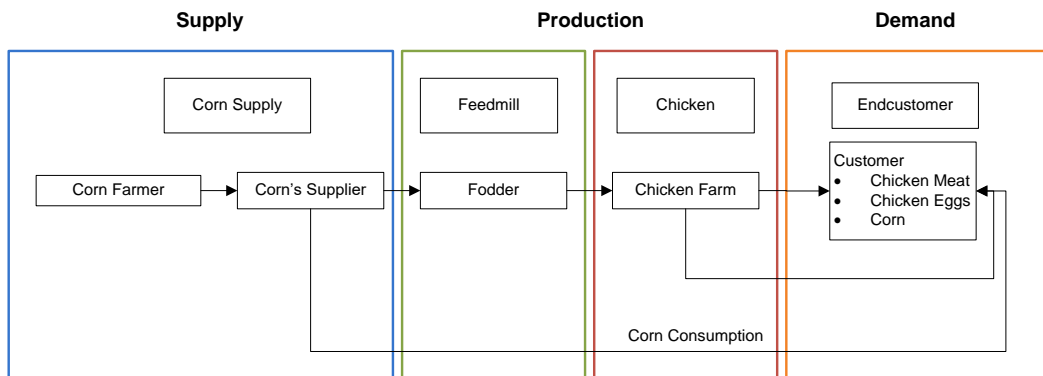 Supply
Production
Demand
Corn Supply
Feedmill
Chicken
Endcustomer
Corn Farmer
Corn's Supplier
Fodder
Chicken Farm
Customer
• Chicken Meat
• Chicken Eggs
• Corn
Corn Consumption